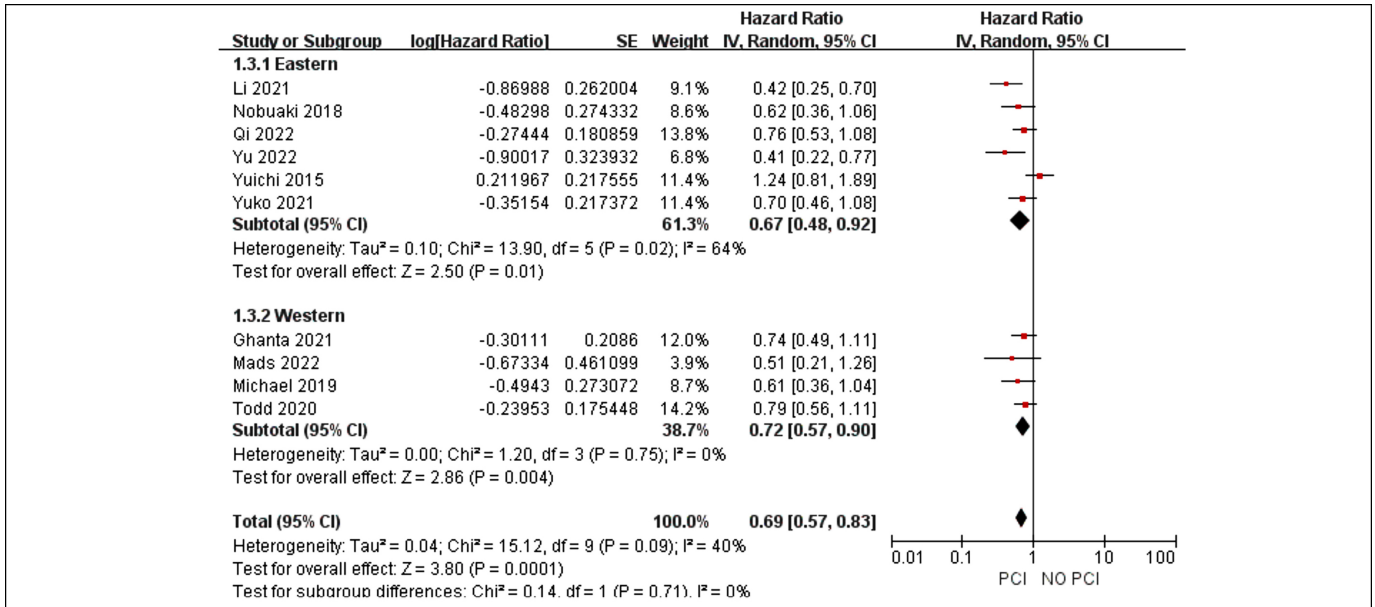 Hazard Ratio Hazard Ratio
Study or Subgroup log[Hazard Ratio] SE Weight IV, Random, 95% CI IV, Random, 95% CI
1.3.1 Eastern
Li 2021 -0.86988 0.262004 9.1% 0.42 [0.25, 0.70]
Nobuaki 2018 -0.48298 0.274332 8.6% 0.62 [0.36, 1.06]
Qi 2022 -0.27444 0.180859 13.8% 0.76 [0.53, 1.08]
Yu 2022 -0.90017 0.323932 6.8% 0.41 [0.22, 0.77]
Yuichi 2015 0.211967 0.217555 11.4% 1.24 [0.81, 1.89]
Yuko 2021 -0.35154 0.217372 11.4% 0.70 [0.46, 1.08]
Subtotal (95% CI) 61.3% 0.67 [0.48, 0.92]
Heterogeneity: Tau² = 0.10; Chi² = 13.90, df = 5 (P = 0.02); I² = 64%
Test for overall effect: Z = 2.50 (P = 0.01)
1.3.2 Western
Ghanta 2021 -0.30111 0.2086 12.0% 0.74 [0.49, 1.11]
Mads 2022 -0.67334 0.461099 3.9% 0.51 [0.21, 1.26]
Michael 2019 -0.4943 0.273072 8.7% 0.61 [0.36, 1.04]
Todd 2020 -0.23953 0.175448 14.2% 0.79 [0.56, 1.11]
Subtotal (95% CI) 38.7% 0.72 [0.57, 0.90]
Heterogeneity: Tau² = 0.00; Chi² = 1.20, df = 3 (P = 0.75); I² = 0%
Test for overall effect: Z = 2.86 (P = 0.004)
Total (95% CI) 100.0% 0.69 [0.57, 0.83]
Heterogeneity: Tau² = 0.04; Chi² = 15.12, df = 9 (P = 0.09); I² = 40%
Test for overall effect: Z = 3.80 (P = 0.0001)
Test for subgroup differences: Chi² = 0.14, df = 1 (P = 0.71), I² = 0%
0.01 0.1 1 10 100
PCI NO PCI